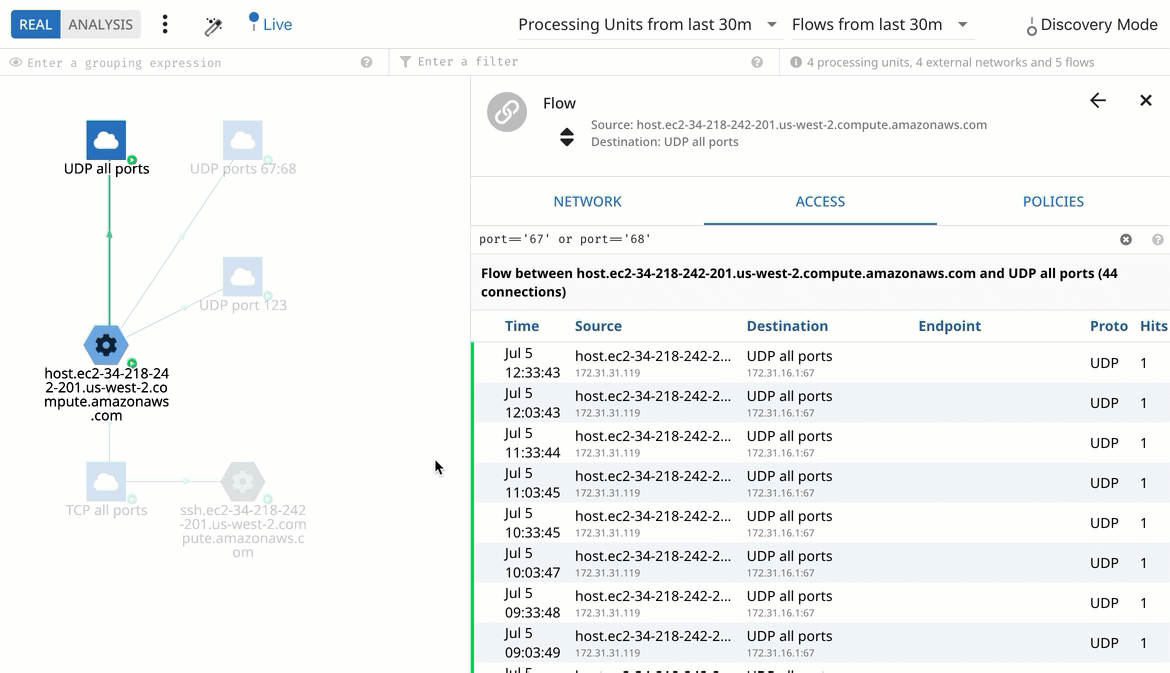 REAL ANALYSIS Live Processing Units from last 30m Flows from last 30m Discovery Mode
Enter a grouping expression Enter a filter 4 processing units, 4 external networks and 5 flows
UDP all ports
UDP ports 67:68
UDP port 123
host.ec2-34-218-24
2-201.us-west-2.co
mpute.amazonaws
.com
TCP all ports
ssh.ec2-34-218-242
-201.us-west-2.com
pute.amazonaws.c
om
Flow
Source: host.ec2-34-218-242-201.us-west-2.compute.amazonaws.com
Destination: UDP all ports
NETWORK ACCESS POLICIES
port=='67' or port=='68'
Flow between host.ec2-34-218-242-201.us-west-2.compute.amazonaws.com and UDP all ports (44
connections)
Time Source Destination Endpoint Proto Hits
Jul 5 host.ec2-34-218-242-2... UDP all ports UDP 1
12:33:43 172.31.31.119 172.31.16.1:67
Jul 5 host.ec2-34-218-242-2... UDP all ports UDP 1
12:03:43 172.31.31.119 172.31.16.1:67
Jul 5 host.ec2-34-218-242-2... UDP all ports UDP 1
11:33:44 172.31.31.119 172.31.16.1:67
Jul 5 host.ec2-34-218-242-2... UDP all ports UDP 1
11:03:45 172.31.31.119 172.31.16.1:67
Jul 5 host.ec2-34-218-242-2... UDP all ports UDP 1
10:33:45 172.31.31.119 172.31.16.1:67
Jul 5 host.ec2-34-218-242-2... UDP all ports UDP 1
10:03:47 172.31.31.119 172.31.16.1:67
Jul 5 host.ec2-34-218-242-2... UDP all ports UDP 1
09:33:48 172.31.31.119 172.31.16.1:67
Jul 5 host.ec2-34-218-242-2... UDP all ports UDP 1
09:03:49 172.31.31.119 172.31.16.1:67